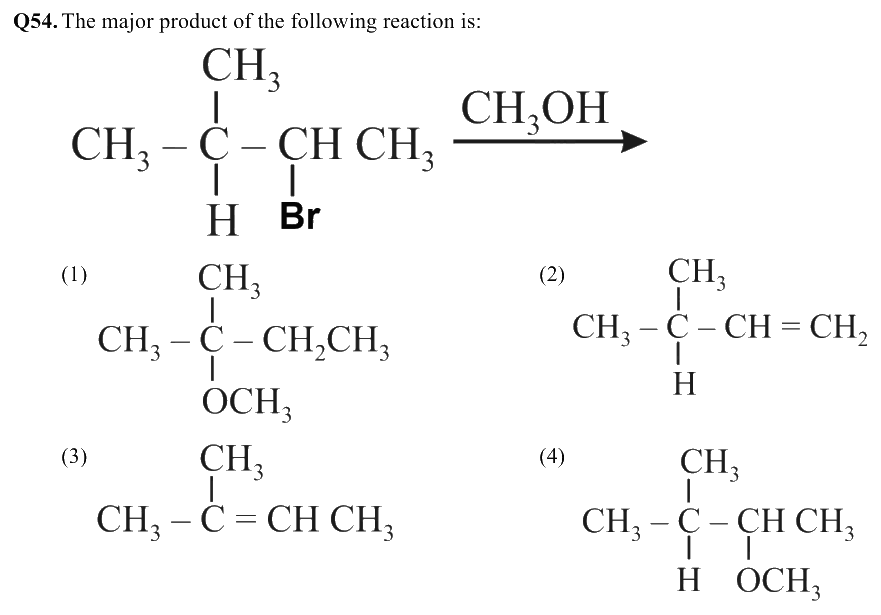 Q54. The major product of the following reaction is:
CH₃
CH₃ – C – CH CH₃ CH₃OH
H Br
(1) CH₃ (2) CH₃
CH₃ – C – CH₂CH₃ CH₃ – C – CH = CH₂
OCH₃ H
(3) CH₃ (4) CH₃
CH₃ – C = CH CH₃ CH₃ – C – CH CH₃
H OCH₃